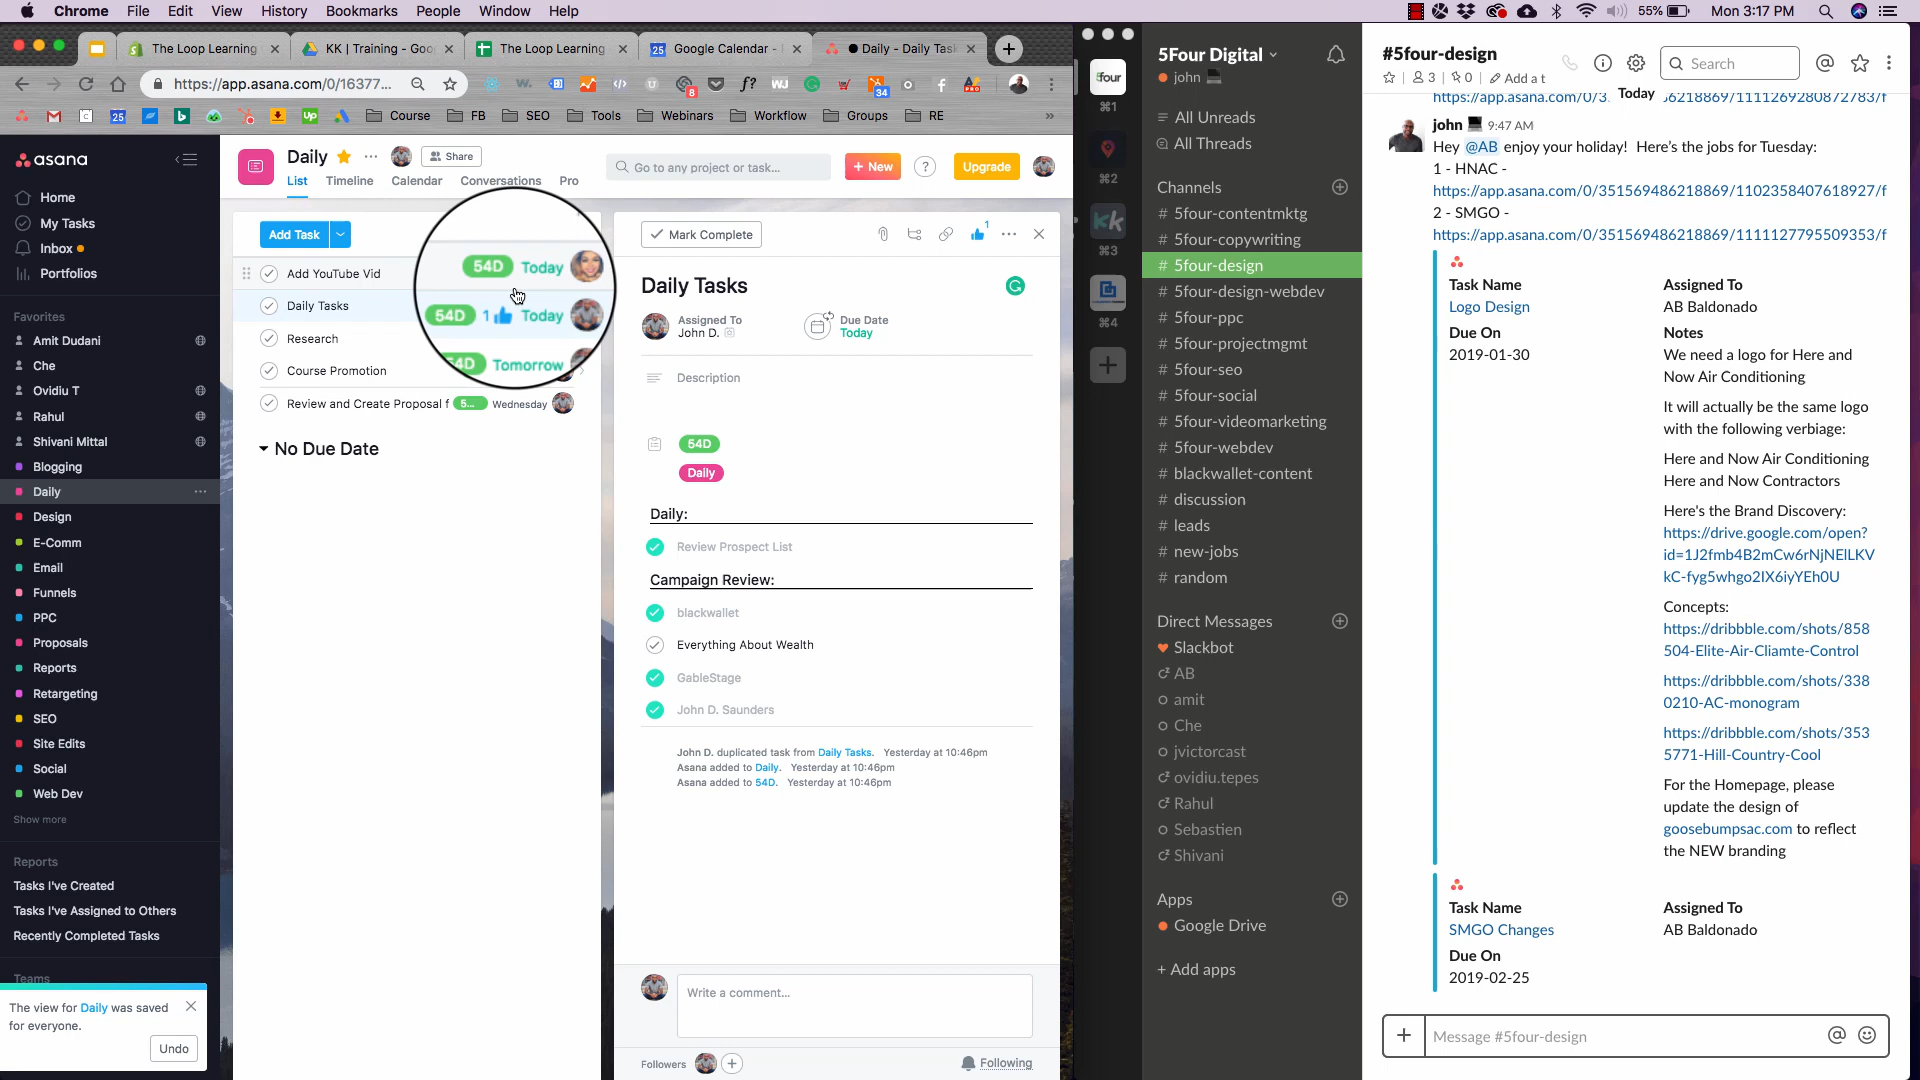 Chrome File Edit View History Bookmarks People Window Help
55% Mon 3:17 PM
The Loop Learning
KK | Training - Goo
The Loop Learning
Google Calendar -
Daily - Daily Task
https://app.asana.com/0/16377...
Course FB SEO Tools Webinars Workflow Groups RE
asana
Home
My Tasks
Inbox
Portfolios
Favorites
Amit Dudani
Che
Ovidiu T
Rahul
Shivani Mittal
Blogging
Daily
Design
E-Comm
Email
Funnels
PPC
Proposals
Reports
Retargeting
SEO
Site Edits
Social
Web Dev
Show more
Reports
Tasks I've Created
Tasks I've Assigned to Others
Recently Completed Tasks
Teams
The view for Daily was saved
for everyone.
Undo
Daily
Share
List Timeline Calendar Conversations Pro
Go to any project or task...
+ New
?
Upgrade
Add Task
Add YouTube Vid
54D Today
Daily Tasks
54D 1 Today
Research
54D Tomorrow
Course Promotion
Review and Create Proposal f 5... Wednesday
No Due Date
Mark Complete
1
Daily Tasks
Assigned To
John D.
Due Date
Today
Description
54D
Daily
Daily:
Review Prospect List
Campaign Review:
blackwallet
Everything About Wealth
GableStage
John D. Saunders
John D. duplicated task from Daily Tasks. Yesterday at 10:46pm
Asana added to Daily. Yesterday at 10:46pm
Asana added to 54D. Yesterday at 10:46pm
Write a comment...
Followers
Following
5four
⌘1
⌘2
⌘3
⌘4
5Four Digital
john
All Unreads
All Threads
Channels
# 5four-contentmktg
# 5four-copywriting
# 5four-design
# 5four-design-webdev
# 5four-ppc
# 5four-projectmgmt
# 5four-seo
# 5four-social
# 5four-videomarketing
# 5four-webdev
# blackwallet-content
# discussion
# leads
# new-jobs
# random
Direct Messages
Slackbot
AB
amit
Che
jvictorcast
ovidiu.tepes
Rahul
Sebastien
Shivani
Apps
Google Drive
+ Add apps
#5four-design
3 | 0 | Add a t
Search
Today
john 9:47 AM
Hey @AB enjoy your holiday! Here's the jobs for Tuesday:
1 - HNAC -
https://app.asana.com/0/351569486218869/1102358407618927/f
2 - SMGO -
https://app.asana.com/0/351569486218869/1111127795509353/f
Task Name
Logo Design
Assigned To
AB Baldonado
Due On
2019-01-30
Notes
We need a logo for Here and
Now Air Conditioning
It will actually be the same logo
with the following verbiage:
Here and Now Air Conditioning
Here and Now Contractors
Here's the Brand Discovery:
https://drive.google.com/open?
id=1J2fmb4B2mCw6rNjNElLKV
kC-fyg5whgo2IX6iyYEh0U
Concepts:
https://dribbble.com/shots/858
504-Elite-Air-Cliamte-Control
https://dribbble.com/shots/338
0210-AC-monogram
https://dribbble.com/shots/353
5771-Hill-Country-Cool
For the Homepage, please
update the design of
goosebumpsac.com to reflect
the NEW branding
Task Name
SMGO Changes
Assigned To
AB Baldonado
Due On
2019-02-25
Message #5four-design